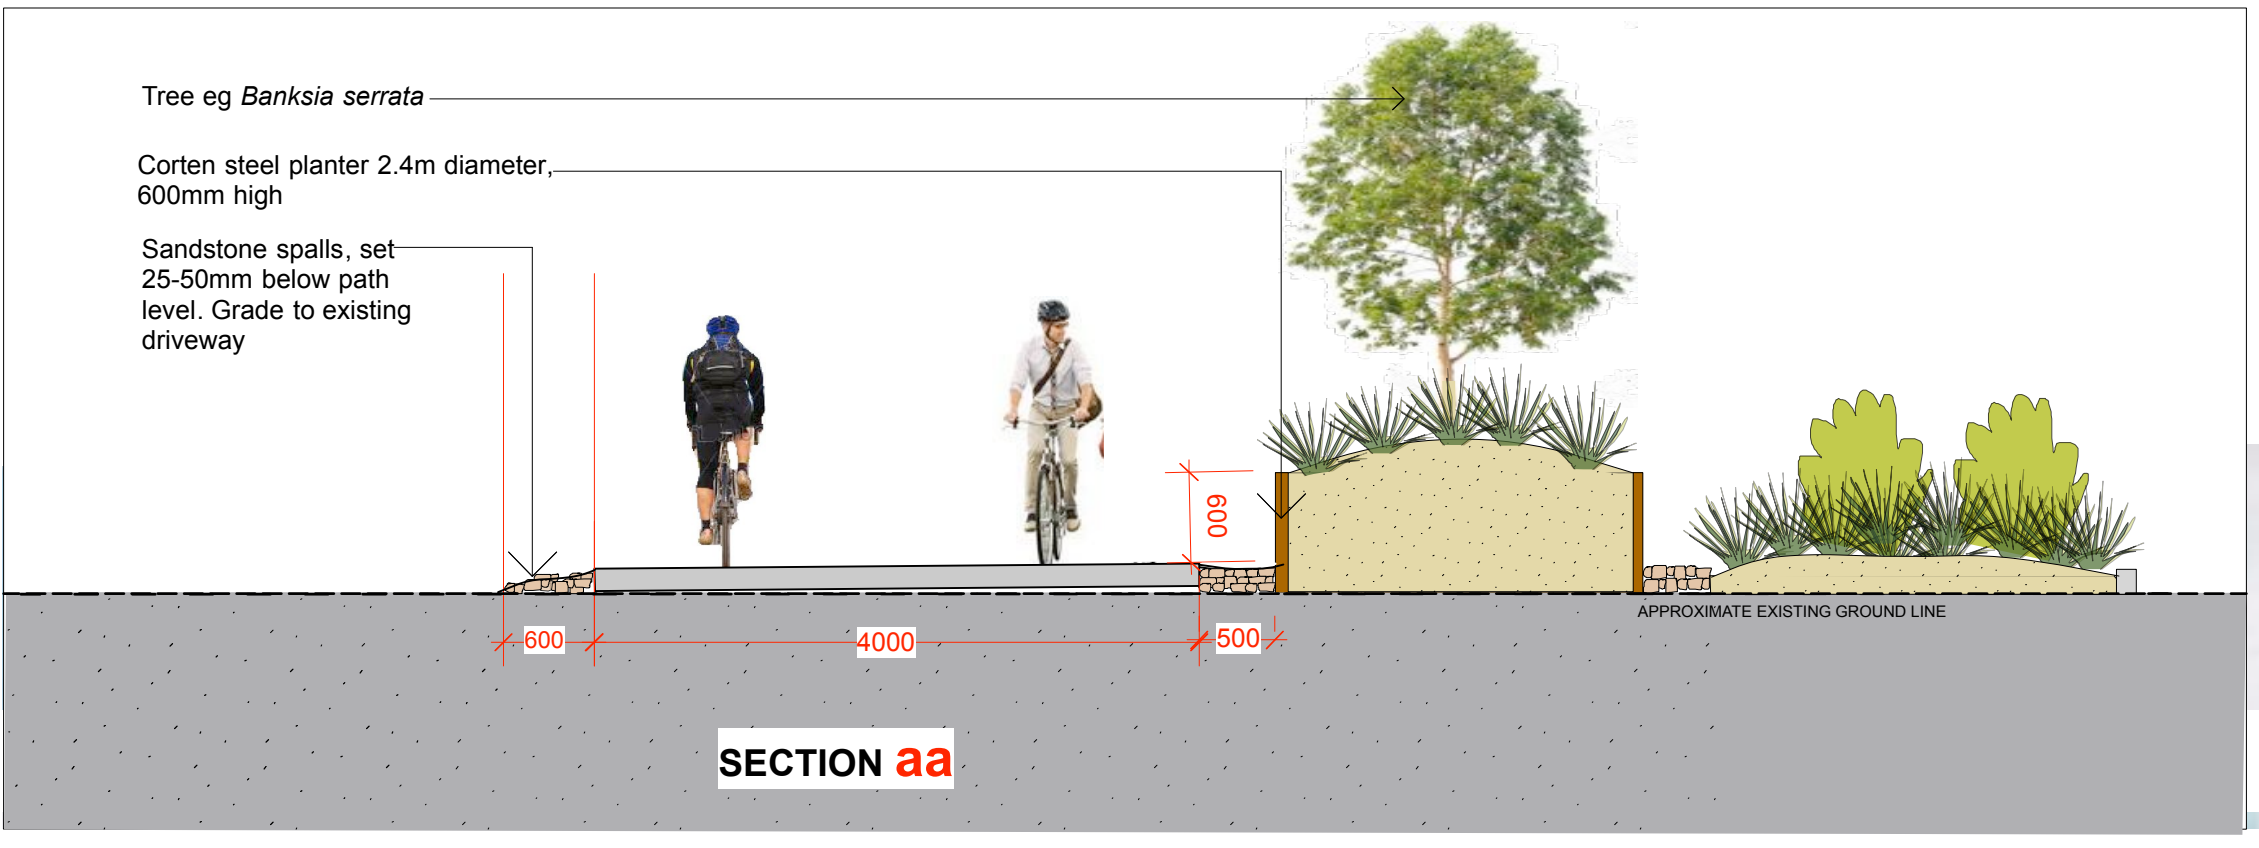 Tree eg Banksia serrata
Corten steel planter 2.4m diameter,
600mm high
Sandstone spalls, set
25-50mm below path
level. Grade to existing
driveway
600
APPROXIMATE EXISTING GROUND LINE
600
4000
500
SECTION aa